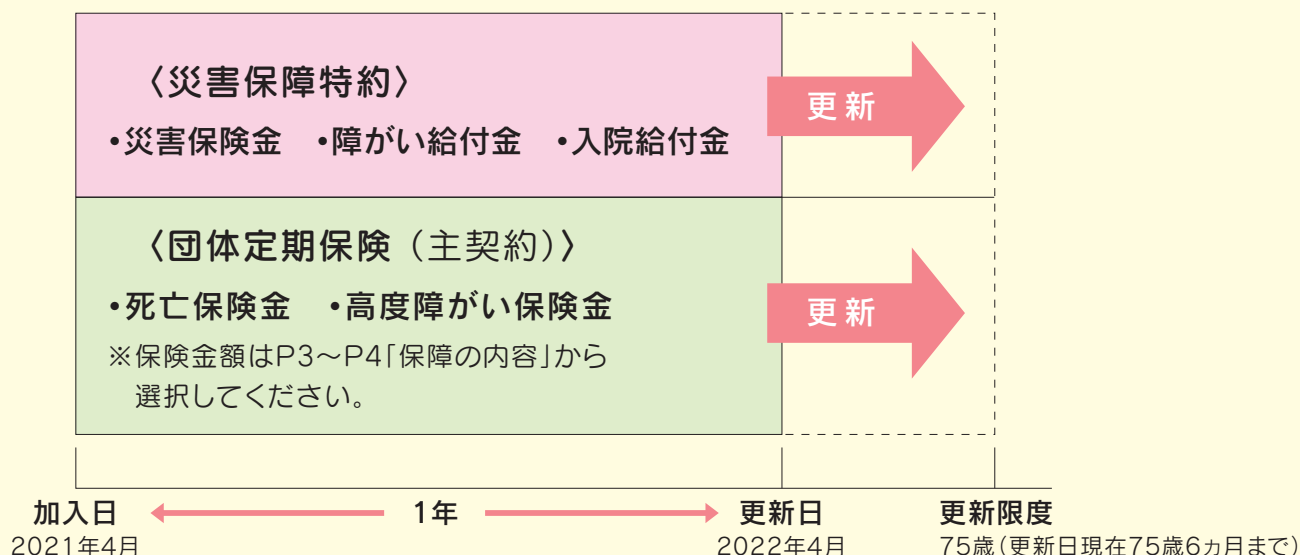 〈災害保障特約〉
•災害保険金 •障がい給付金 •入院給付金
更新
〈団体定期保険（主契約）〉
•死亡保険金 •高度障がい保険金
※保険金額はP3～P4「保障の内容」から
選択してください。
更新
加入日 1年 更新日 更新限度
2021年4月 2022年4月 75歳（更新日現在75歳6ヵ月まで）